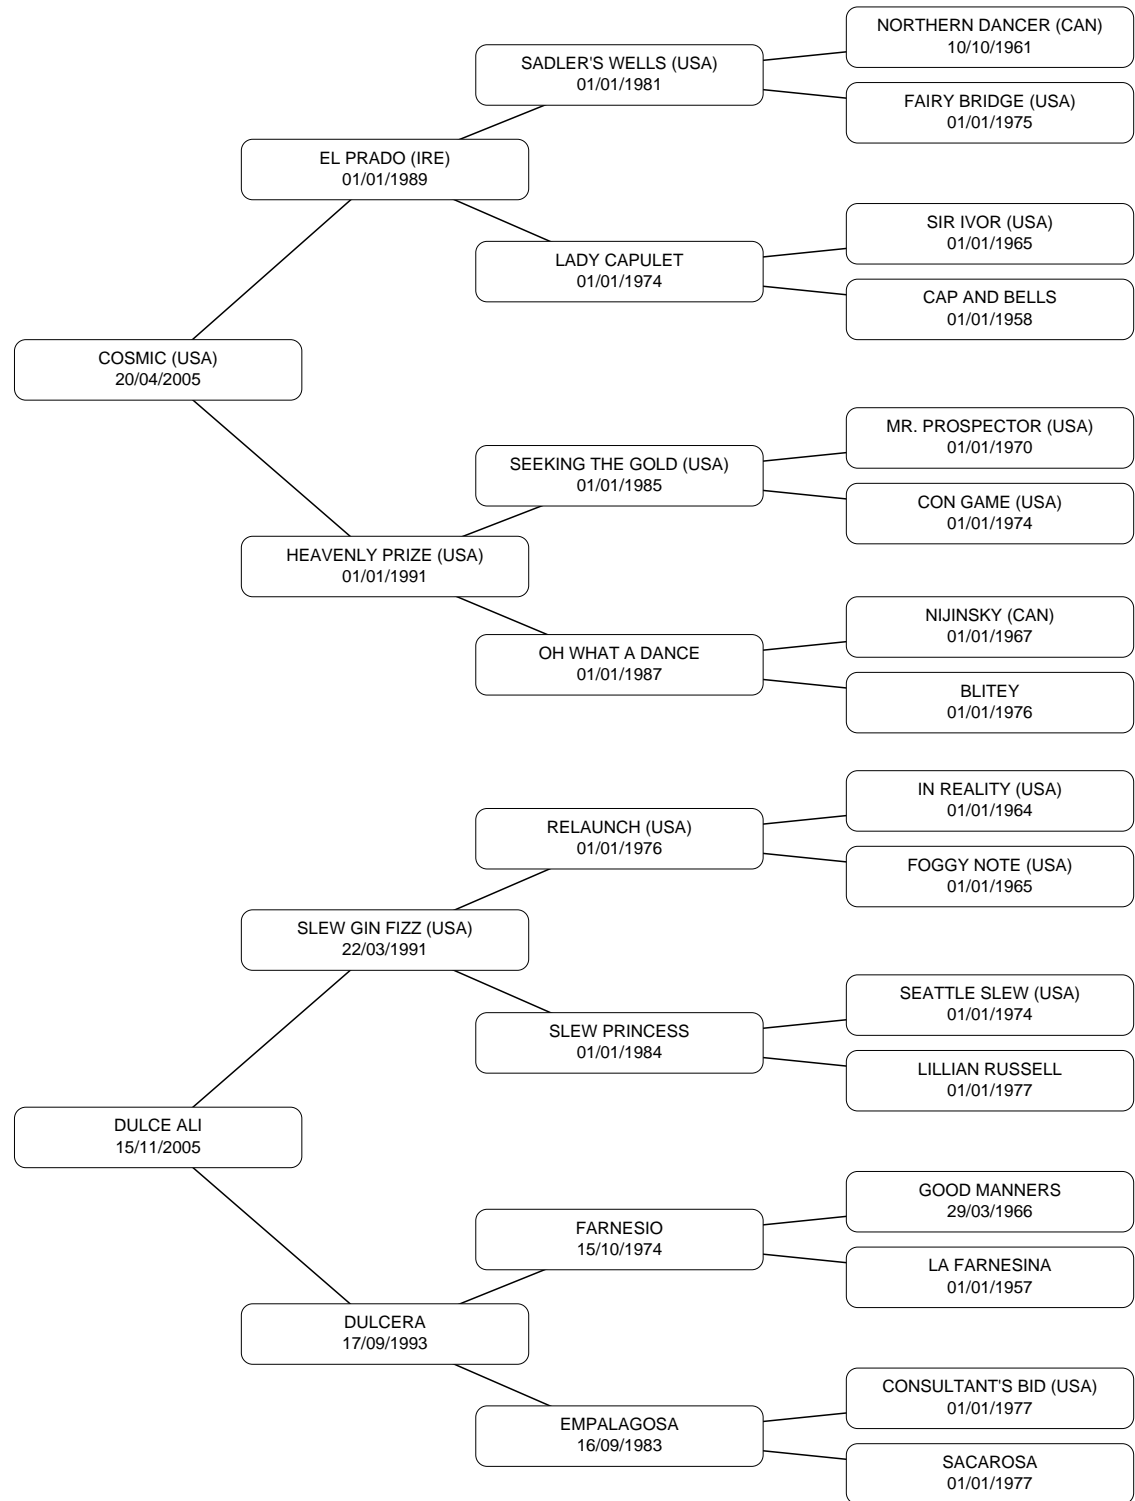 NORTHERN DANCER (CAN)
10/10/1961
SADLER'S WELLS (USA)
01/01/1981
FAIRY BRIDGE (USA)
01/01/1975
EL PRADO (IRE)
01/01/1989
SIR IVOR (USA)
01/01/1965
LADY CAPULET
01/01/1974
CAP AND BELLS
01/01/1958
COSMIC (USA)
20/04/2005
MR. PROSPECTOR (USA)
01/01/1970
SEEKING THE GOLD (USA)
01/01/1985
CON GAME (USA)
01/01/1974
HEAVENLY PRIZE (USA)
01/01/1991
NIJINSKY (CAN)
01/01/1967
OH WHAT A DANCE
01/01/1987
BLITEY
01/01/1976
IN REALITY (USA)
01/01/1964
RELAUNCH (USA)
01/01/1976
FOGGY NOTE (USA)
01/01/1965
SLEW GIN FIZZ (USA)
22/03/1991
SEATTLE SLEW (USA)
01/01/1974
SLEW PRINCESS
01/01/1984
LILLIAN RUSSELL
01/01/1977
DULCE ALI
15/11/2005
GOOD MANNERS
29/03/1966
FARNESIO
15/10/1974
LA FARNESINA
01/01/1957
DULCERA
17/09/1993
CONSULTANT'S BID (USA)
01/01/1977
EMPALAGOSA
16/09/1983
SACAROSA
01/01/1977